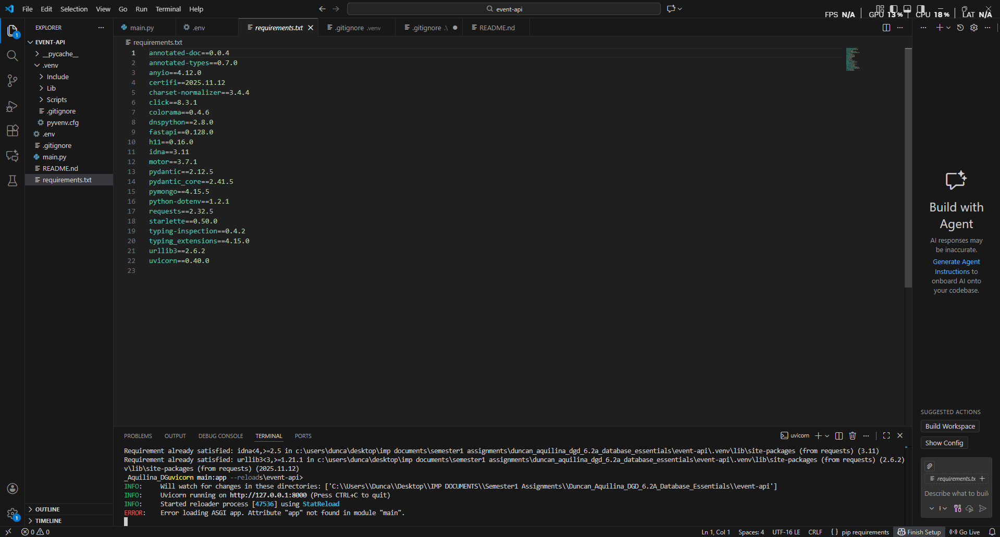 File Edit Selection View Go Run Terminal Help
event-api
FPS N/A GPU 13% CPU 18% LAT N/A
EXPLORER
EVENT-API
__pycache__
.venv
Include
Lib
Scripts
.gitignore
pyvenv.cfg
.env
.gitignore
main.py
README.nd
requirements.txt
OUTLINE
TIMELINE
1
1
main.py .env requirements.txt .gitignore .venv .gitignore .\ README.nd
requirements.txt
1 annotated-doc==0.0.4
2 annotated-types==0.7.0
3 anyio==4.12.0
4 certifi==2025.11.12
5 charset-normalizer==3.4.4
6 click==8.3.1
7 colorama==0.4.6
8 dnspython==2.8.0
9 fastapi==0.128.0
10 h11==0.16.0
11 idna==3.11
12 motor==3.7.1
13 pydantic==2.12.5
14 pydantic_core==2.41.5
15 pymongo==4.15.5
16 python-dotenv==1.2.1
17 requests==2.32.5
18 starlette==0.50.0
19 typing-inspection==0.4.2
20 typing_extensions==4.15.0
21 urllib3==2.6.2
22 uvicorn==0.40.0
23
PROBLEMS OUTPUT DEBUG CONSOLE TERMINAL PORTS
uvicorn
Requirement already satisfied: idna<4,>=2.5 in c:\users\dunca\desktop\imp documents\semester1 assignments\duncan_aquilina_dgd_6.2a_database_essentials\event-api\.venv\lib\site-packages (from requests) (3.11)
Requirement already satisfied: urllib3<3,>=1.21.1 in c:\users\dunca\desktop\imp documents\semester1 assignments\duncan_aquilina_dgd_6.2a_database_essentials\event-api\.venv\lib\site-packages (from requests) (2.6.2)
v\lib\site-packages (from requests) (2025.11.12)
_Aquilina_DGuvicorn main:app --reloads\event-api>
INFO: Will watch for changes in these directories: ['C:\\Users\\Dunca\\Desktop\\IMP DOCUMENTS\\Semester1 Assignments\\Duncan_Aquilina_DGD_6.2A_Database_Essentials\\event-api']
INFO: Uvicorn running on http://127.0.0.1:8000 (Press CTRL+C to quit)
INFO: Started reloader process [47536] using StatReload
ERROR: Error loading ASGI app. Attribute "app" not found in module "main".
Build with
Agent
AI responses may
be inaccurate.
Generate Agent
Instructions to
onboard AI onto
your codebase.
SUGGESTED ACTIONS
Build Workspace
Show Config
requirements.tx
Describe what to buil
0 0
Ln 1, Col 1 Spaces: 4 UTF-16 LE CRLF { } pip requirements Finish Setup Go Live